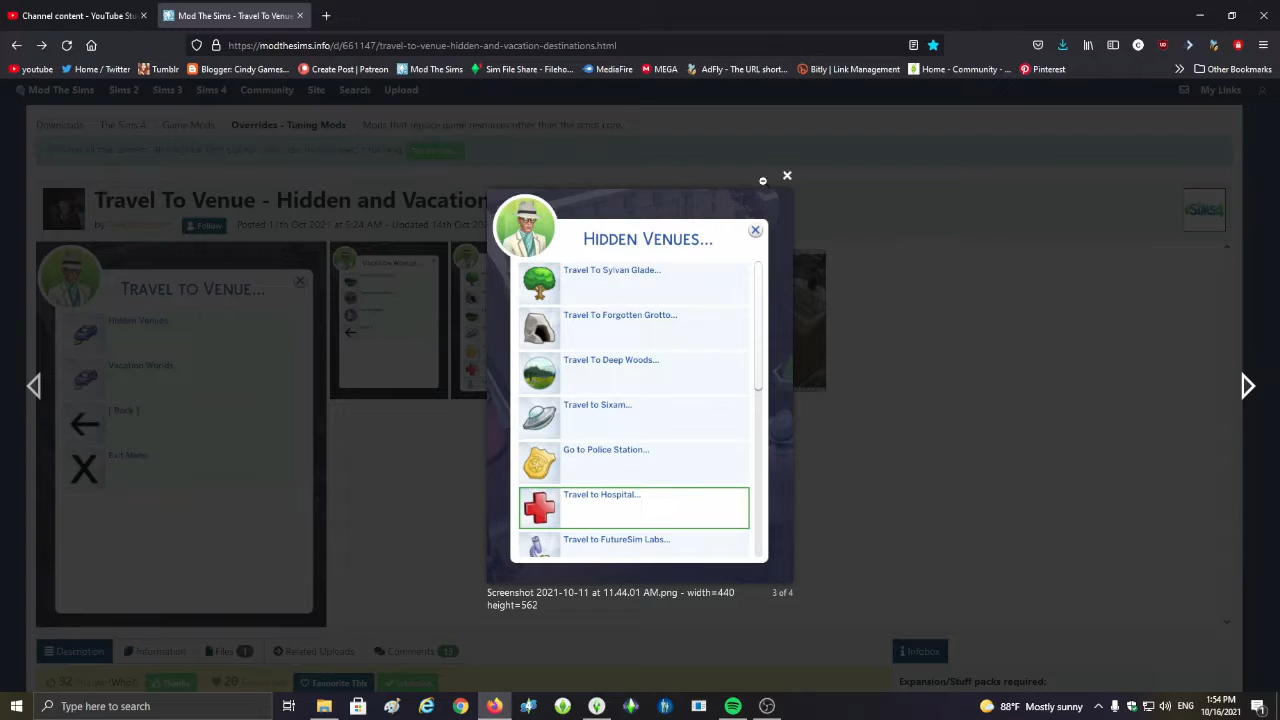 Channel content - YouTube Stu
Mod The Sims - Travel To Venue
https://modthesims.info/d/661147/travel-to-venue-hidden-and-vacation-destinations.html
youtube
Home / Twitter
Tumblr
Blogger: Cindy Games...
Create Post | Patreon
Mod The Sims
Sim File Share - Fileho...
MediaFire
MEGA
AdFly - The URL short...
Bitly | Link Management
Home - Community -...
Pinterest
Other Bookmarks
Mod The Sims Sims 2 Sims 3 Sims 4 Community Site Search Upload
My Links
Downloads The Sims 4 Game Mods Overrides - Tuning Mods Mods that replace game resources rather than the script core.
Travel To Venue - Hidden and Vacation
by
Follow
Posted 11th Oct 2021 at 5:24 AM - Updated 14th Oct 20
TRAVEL TO VENUE...
Hidden Venues
Vacation Worlds
[ Back ]
Exit Menu
HIDDEN VENUES...
Travel To Sylvan Glade...
Travel To Forgotten Grotto...
Travel To Deep Woods...
Travel to Sixam...
Go to Police Station...
Travel to Hospital...
Travel to FutureSim Labs...
Screenshot 2021-10-11 at 11.44.01 AM.png - width=440
height=562
3 of 4
Description
Information
Files 1
Related Uploads
Comments 13
Infobox
32
Thanks
20
Favourite This
Expansion/Stuff packs required:
Type here to search
88°F Mostly sunny
ENG
1:54 PM
10/16/2021